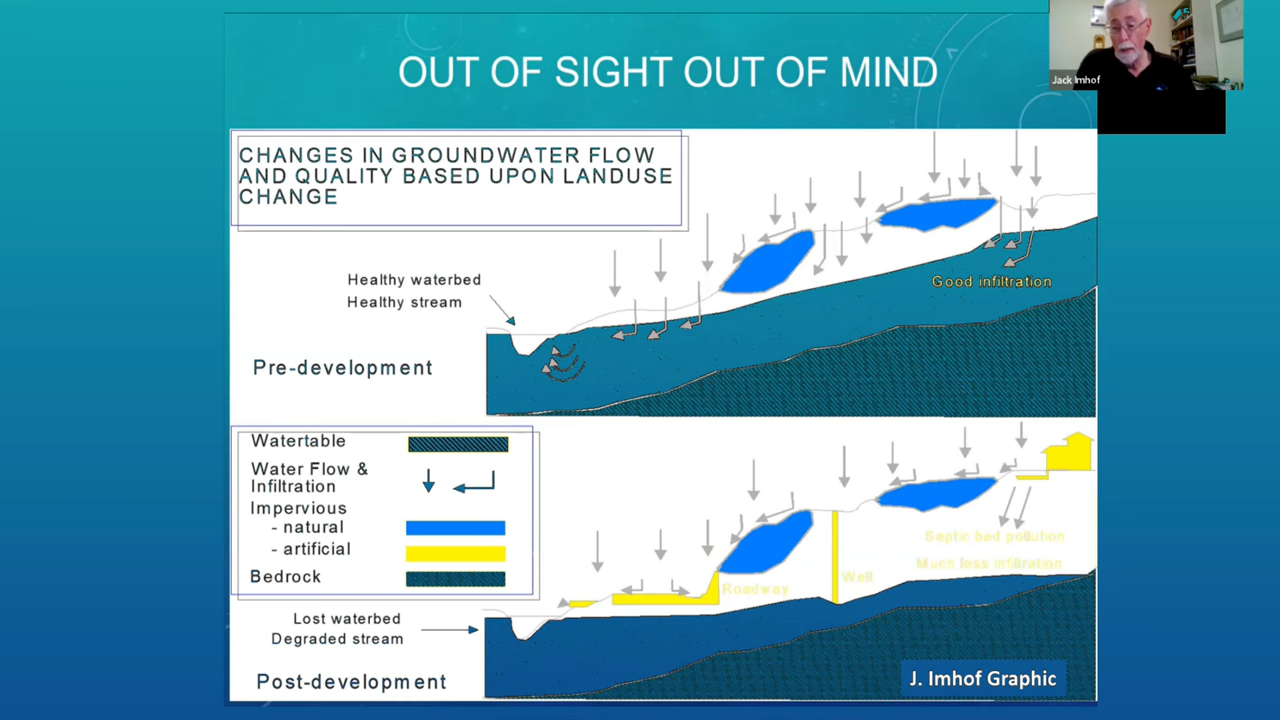 OUT OF SIGHT OUT OF MIND
Jack Imhof
CHANGES IN GROUNDWATER FLOW
AND QUALITY BASED UPON LANDUSE
CHANGE
Healthy waterbed
Healthy stream
Good infiltration
Pre-development
Watertable
Water Flow &
Infiltration
Impervious
- natural
- artificial
Bedrock
Septic bed pollution
Much loss infiltration
Roadway
Well
Lost waterbed
Degraded stream
Post-development
J. Imhof Graphic